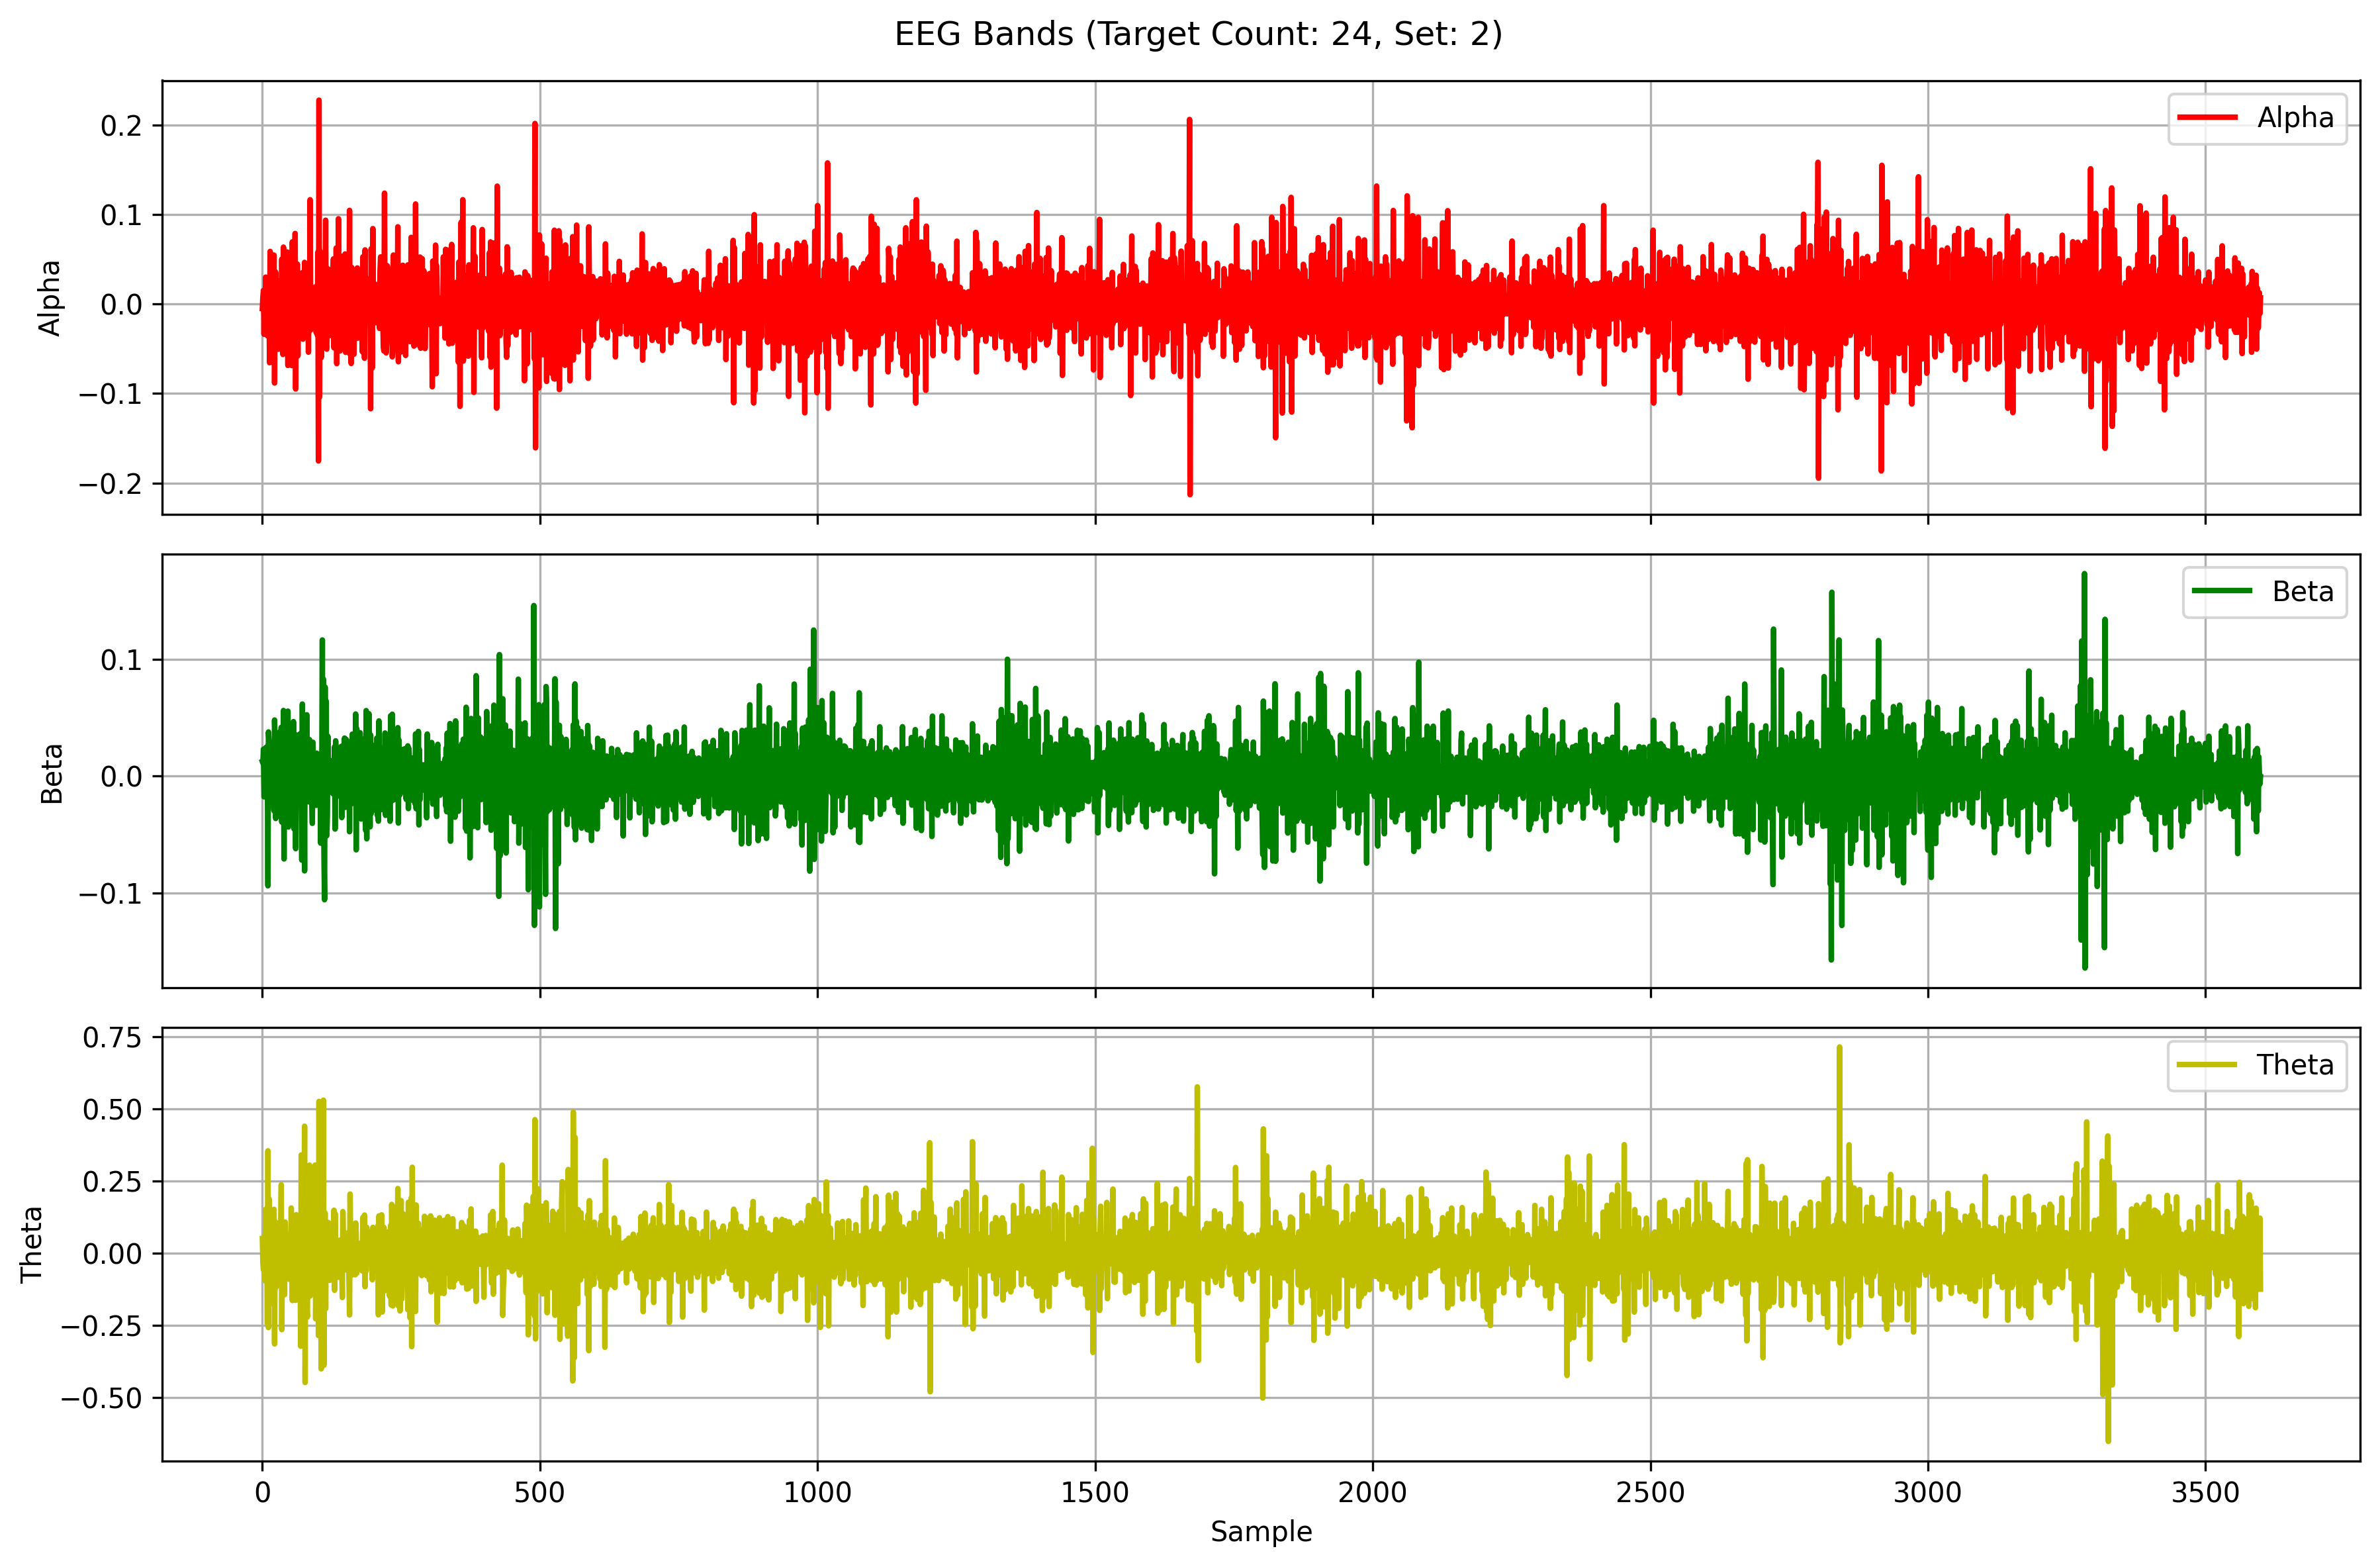 EEG Bands (Target Count: 24, Set: 2)
Alpha
0.2
0.1
0.0
−0.1
−0.2
Alpha
Beta
0.1
0.0
−0.1
Beta
Theta
0.75
0.50
0.25
0.00
−0.25
−0.50
Theta
0 500 1000 1500 2000 2500 3000 3500
Sample